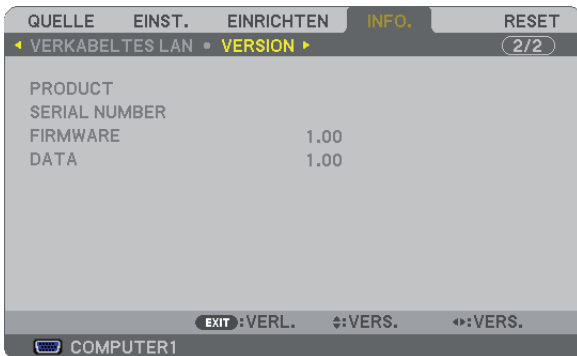 QUELLE EINST. EINRICHTEN INFO. RESET
VERKABELTES LAN • VERSION 2/2
PRODUCT
SERIAL NUMBER
FIRMWARE 1.00
DATA 1.00
EXIT :VERL. :VERS. :VERS.
COMPUTER1